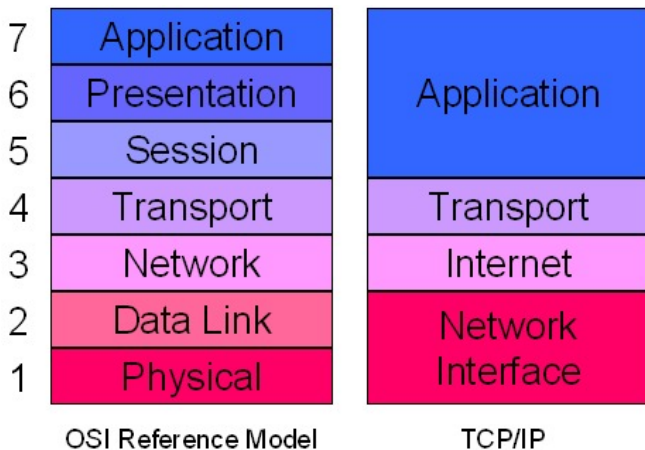 7 Application
6 Presentation
5 Session
4 Transport
3 Network
2 Data Link
1 Physical
OSI Reference Model
Application
Transport
Internet
Network
Interface
TCP/IP